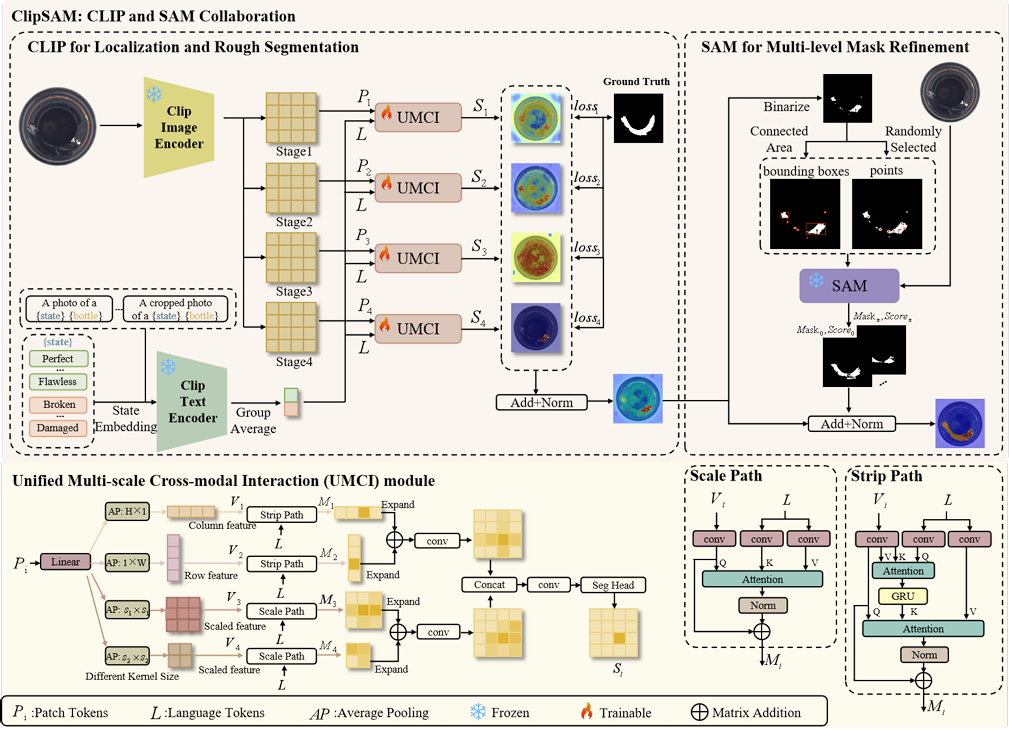 ClipSAM: CLIP and SAM Collaboration
CLIP for Localization and Rough Segmentation
Clip
Image
Encoder
Stage1
Stage2
Stage3
Stage4
P1
L
UMCI
S1
loss1
P2
L
UMCI
S2
loss2
P3
L
UMCI
S3
loss3
P4
L
UMCI
S4
loss4
Ground Truth
A photo of a
{state} {bottle}
...
A cropped photo
of a {state} {bottle}
{state}
Perfect
...
Flawless
Broken
...
Damaged
State
Embedding
Clip
Text
Encoder
Group
Average
Add+Norm
SAM for Multi-level Mask Refinement
Binarize
Connected
Area
Randomly
Selected
bounding boxes
points
SAM
Maskn,Scoren
Mask0,Score0
...
Add+Norm
Unified Multi-scale Cross-modal Interaction (UMCI) module
Pi
Linear
AP: H×1
Column feature
V1
Strip Path
L
M1
Expand
AP: 1×W
Row feature
V2
Strip Path
L
M2
Expand
conv
AP: s1×s1
Scaled feature
V3
Scale Path
L
M3
Expand
AP: s2×s2
Scaled feature
V4
Scale Path
L
M4
Expand
conv
Different Kernel Size
Concat
conv
Seg Head
Si
Scale Path
Vi
L
conv
conv
conv
Q
K
V
Attention
Norm
Mi
Strip Path
Vi
L
conv
conv
conv
V
K
Q
Attention
GRU
Q
K
V
Attention
Norm
Mi
Pi :Patch Tokens
L :Language Tokens
AP :Average Pooling
Frozen
Trainable
Matrix Addition